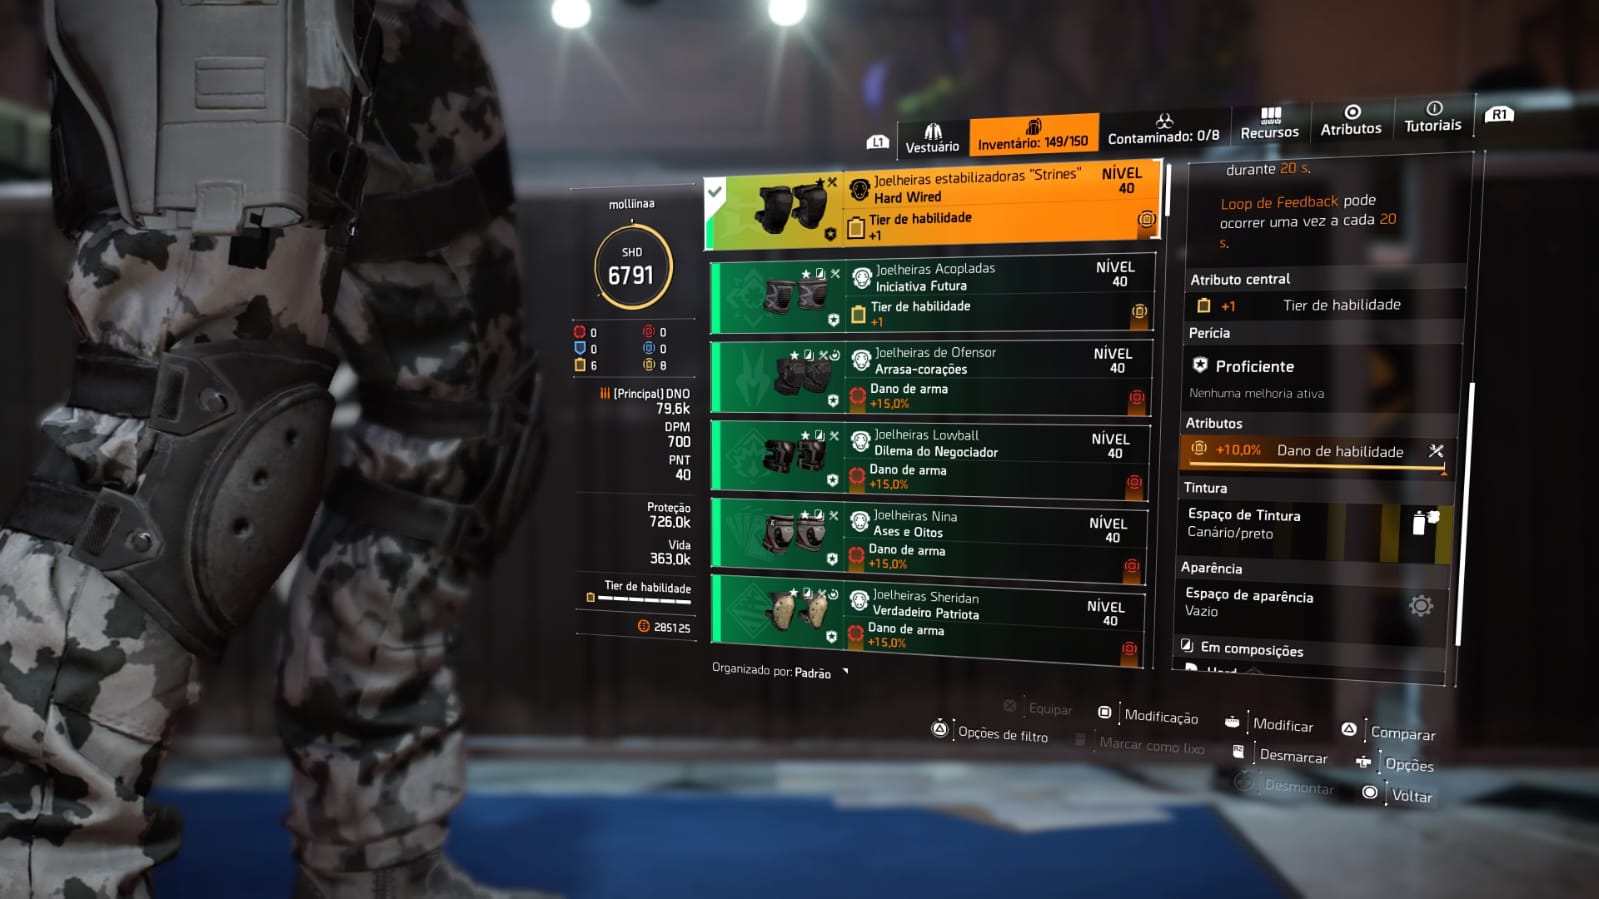 L1
Vestuário
Inventário: 149/150
Contaminado: 0/8
Recursos
Atributos
Tutoriais
R1
molliinaa
SHD
6791
0 0
0 0
6 8
[Principal] DNO
79,6k
DPM
700
PNT
40
Proteção
726,0k
Vida
363,0k
Tier de habilidade
285125
Joelheiras estabilizadoras "Strines"
Hard Wired
NÍVEL
40
Tier de habilidade
+1
Joelheiras Acopladas
Iniciativa Futura
NÍVEL
40
Tier de habilidade
+1
Joelheiras de Ofensor
Arrasa-corações
NÍVEL
40
Dano de arma
+15,0%
Joelheiras Lowball
Dilema do Negociador
NÍVEL
40
Dano de arma
+15,0%
Joelheiras Nina
Ases e Oitos
NÍVEL
40
Dano de arma
+15,0%
Joelheiras Sheridan
Verdadeiro Patriota
NÍVEL
40
Dano de arma
+15,0%
Organizado por: Padrão
durante 20 s.
Loop de Feedback pode
ocorrer uma vez a cada 20
s.
Atributo central
+1 Tier de habilidade
Perícia
Proficiente
Nenhuma melhoria ativa
Atributos
+10,0% Dano de habilidade
Tintura
Espaço de Tintura
Canário/preto
Aparência
Espaço de aparência
Vazio
Em composições
Equipar
Modificação
Modificar
Comparar
Opções de filtro
Marcar como lixo
Desmarcar
Opções
Desmontar
Voltar